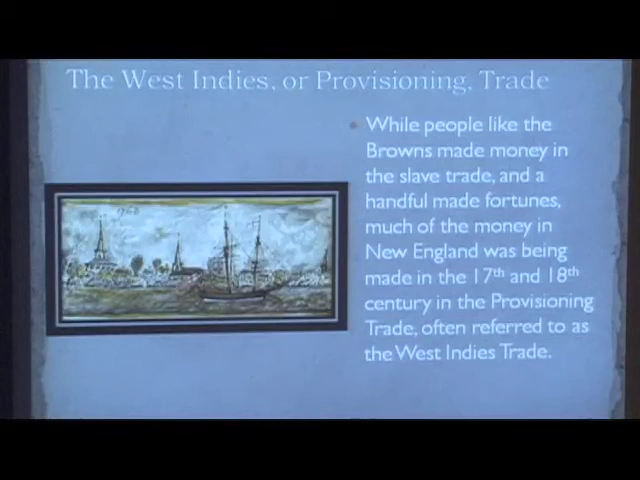 The West Indies, or Provisioning, Trade
While people like the
Browns made money in
the slave trade, and a
handful made fortunes,
much of the money in
New England was being
made in the 17th and 18th
century in the Provisioning
Trade, often referred to as
the West Indies Trade.